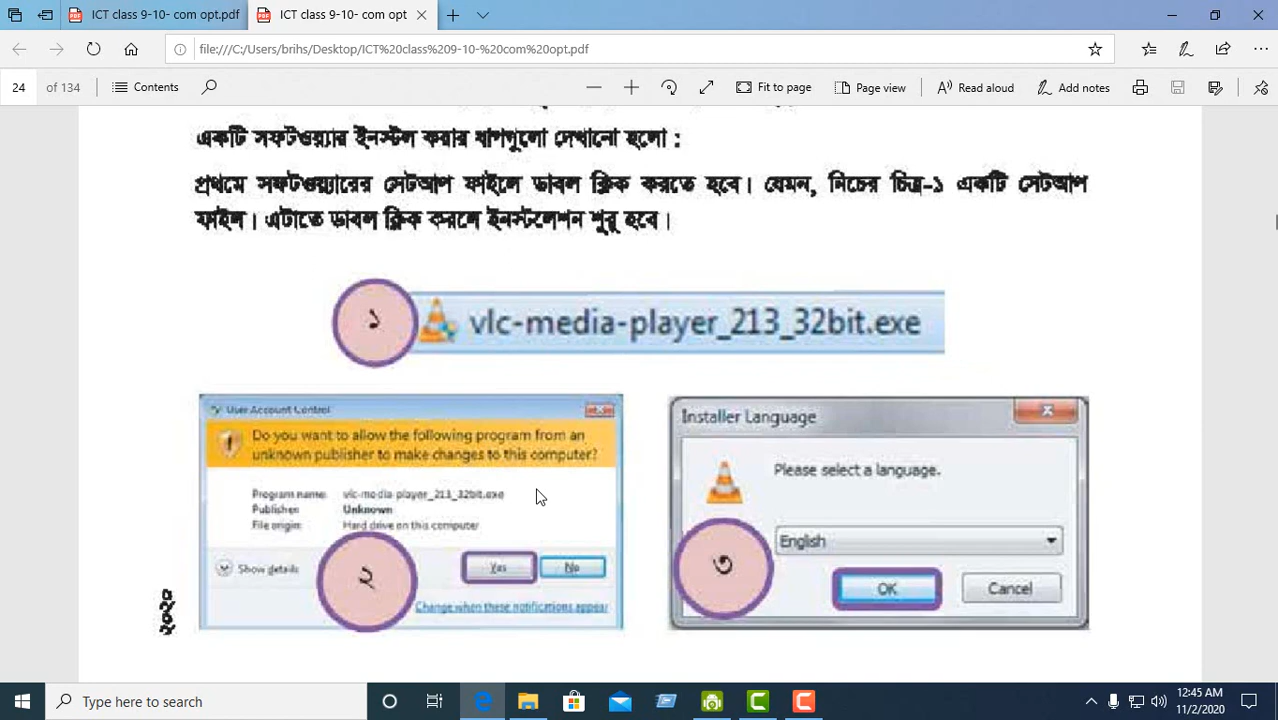 ICT class 9-10- com opt.pdf
ICT class 9-10- com opt
file:///C:/Users/brihs/Desktop/ICT%20class%209-10-%20com%20opt.pdf
24 of 134 Contents Fit to page Page view Read aloud Add notes
একটি সফটওয়্যার ইনস্টল করার ধাপগুলো দেখানো হলো :
প্রথমে সফটওয়্যারের সেটআপ ফাইলে ডাবল ক্লিক করতে হবে। যেমন, নিচের চিত্র-১ একটি সেটআপ
ফাইল। এটাতে ডাবল ক্লিক করলে ইনস্টলেশন শুরু হবে।
১ vlc-media-player_213_32bit.exe
User Account Control
Do you want to allow the following program from an
unknown publisher to make changes to this computer?
Program name: vlc-media-player_213_32bit.exe
Publisher: Unknown
File origin: Hard drive on this computer
Show details
২
Yes No
Change when these notifications appear
Installer Language
Please select a language.
English
৩
OK Cancel
২০২০
Type here to search
12:45 AM
11/2/2020